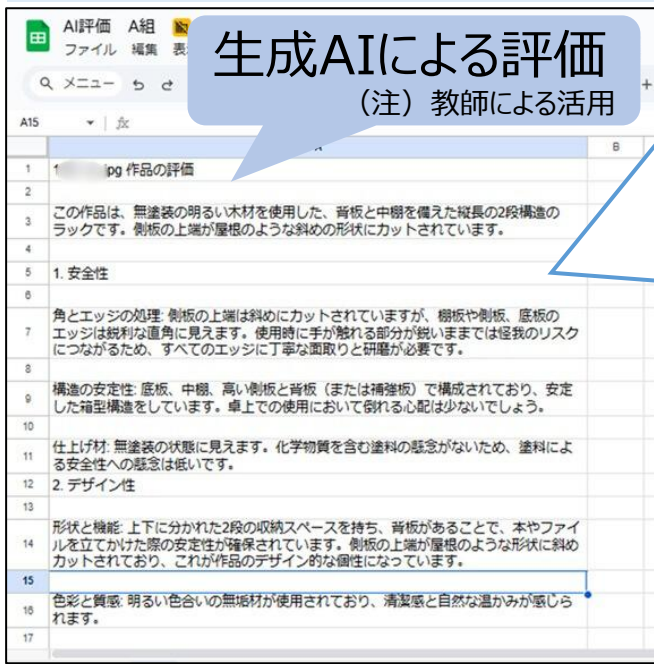 AI評価 A組
ファイル 編集 表
生成AIによる評価
（注）教師による活用
メニュー
A15
fx
B
1 jpg 作品の評価
2
3 この作品は、無塗装の明るい木材を使用した、背板と中棚を備えた縦長の2段構造の
ラックです。側板の上端が屋根のような斜めの形状にカットされています。
4
5 1. 安全性
6
7 角とエッジの処理: 側板の上端は斜めにカットされていますが、棚板や側板、底板の
エッジは鋭利な直角に見えます。使用時に手が触れる部分が鋭いままでは怪我のリスク
につながるため、すべてのエッジに丁寧な面取りと研磨が必要です。
8
9 構造の安定性: 底板、中棚、高い側板と背板（または補強板）で構成されており、安定
した箱型構造をしています。卓上での使用において倒れる心配は少ないでしょう。
10
11 仕上げ材: 無塗装の状態に見えます。化学物質を含む塗料の懸念がないため、塗料によ
る安全性への懸念は低いです。
12 2. デザイン性
13
14 形状と機能: 上下に分かれた2段の収納スペースを持ち、背板があることで、本やファイ
ルを立てかけた際の安定性が確保されています。側板の上端が屋根のような形状に斜め
カットされており、これが作品のデザイン的な個性になっています。
15
16 色彩と質感: 明るい色合いの無垢材が使用されており、清潔感と自然な温かみが感じら
れます。
17